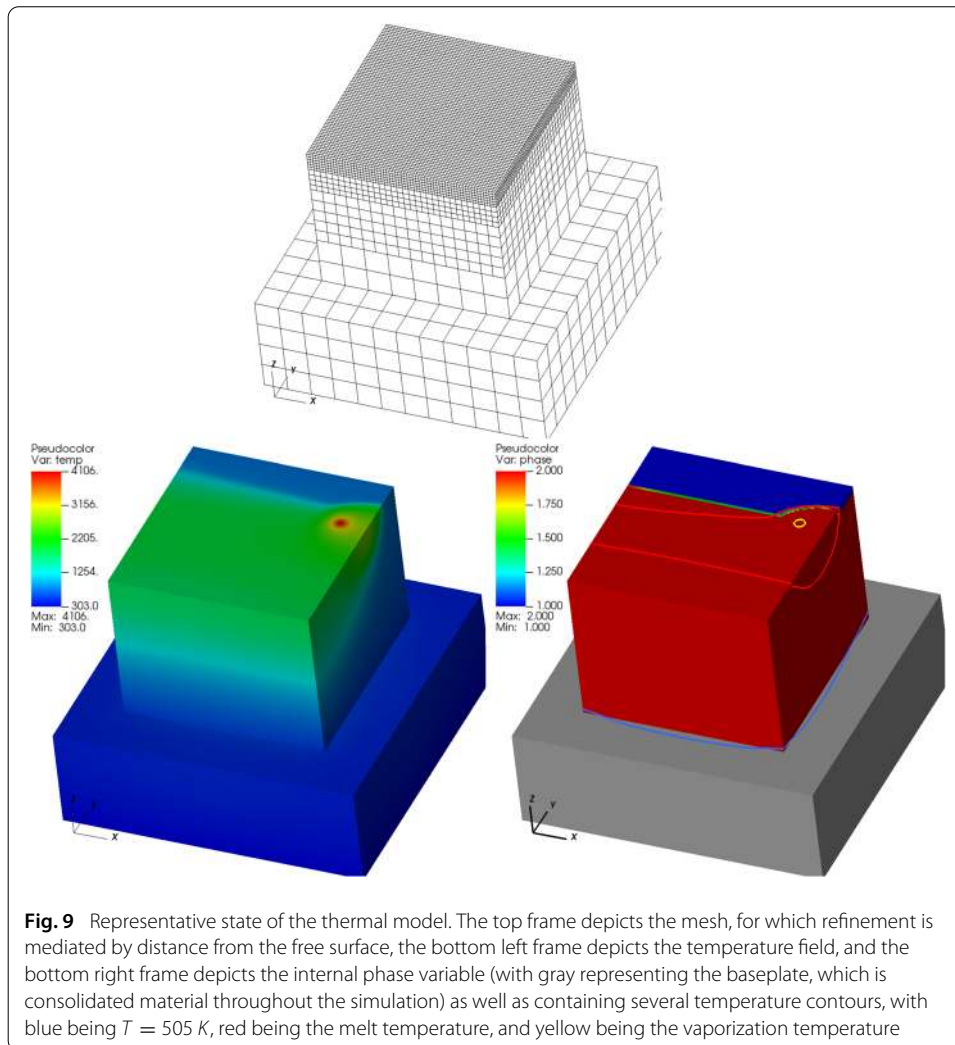 Z
Y
X
Pseudocolor
Var: temp
4106.
3156.
2205.
1254.
303.0
Max: 4106.
Min: 303.0
Z
Y
X
Pseudocolor
Var: phase
2.000
1.750
1.500
1.250
1.000
Max: 2.000
Min: 1.000
Z
Y
X
Fig. 9 Representative state of the thermal model. The top frame depicts the mesh, for which refinement is
mediated by distance from the free surface, the bottom left frame depicts the temperature field, and the
bottom right frame depicts the internal phase variable (with gray representing the baseplate, which is
consolidated material throughout the simulation) as well as containing several temperature contours, with
blue being T = 505 K, red being the melt temperature, and yellow being the vaporization temperature